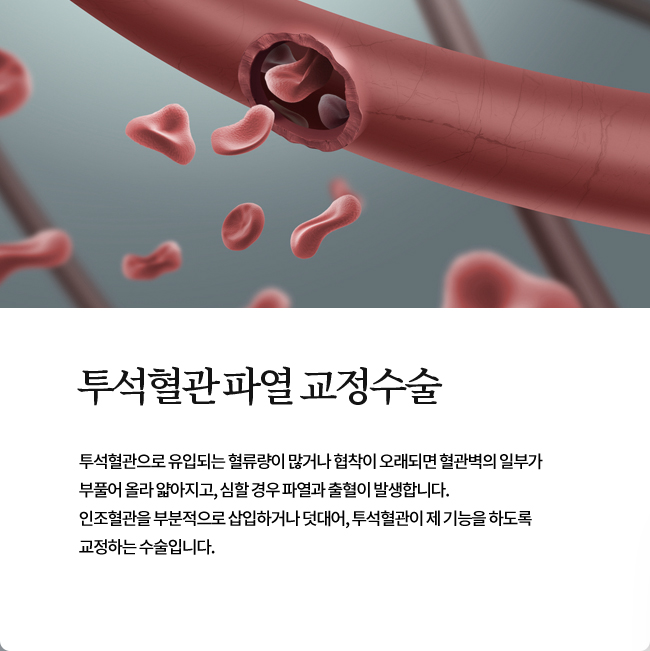 투석혈관 파열 교정수술
투석혈관으로 유입되는 혈류량이 많거나 협착이 오래되면 혈관벽의 일부가
부풀어 올라 얇아지고, 심할 경우 파열과 출혈이 발생합니다.
인조혈관을 부분적으로 삽입하거나 덧대어, 투석혈관이 제 기능을 하도록
교정하는 수술입니다.